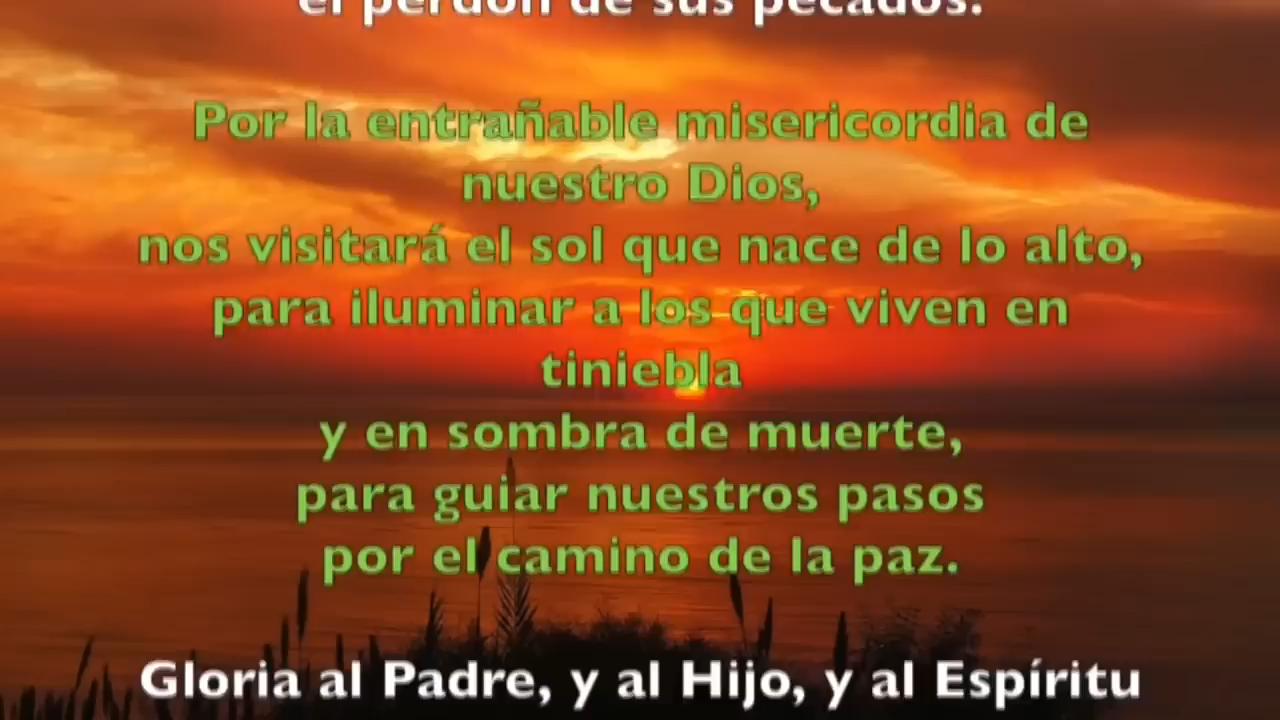 el perdón de sus pecados.
Por la entrañable misericordia de
nuestro Dios,
nos visitará el sol que nace de lo alto,
para iluminar a los que viven en
tiniebla
y en sombra de muerte,
para guiar nuestros pasos
por el camino de la paz.
Gloria al Padre, y al Hijo, y al Espíritu